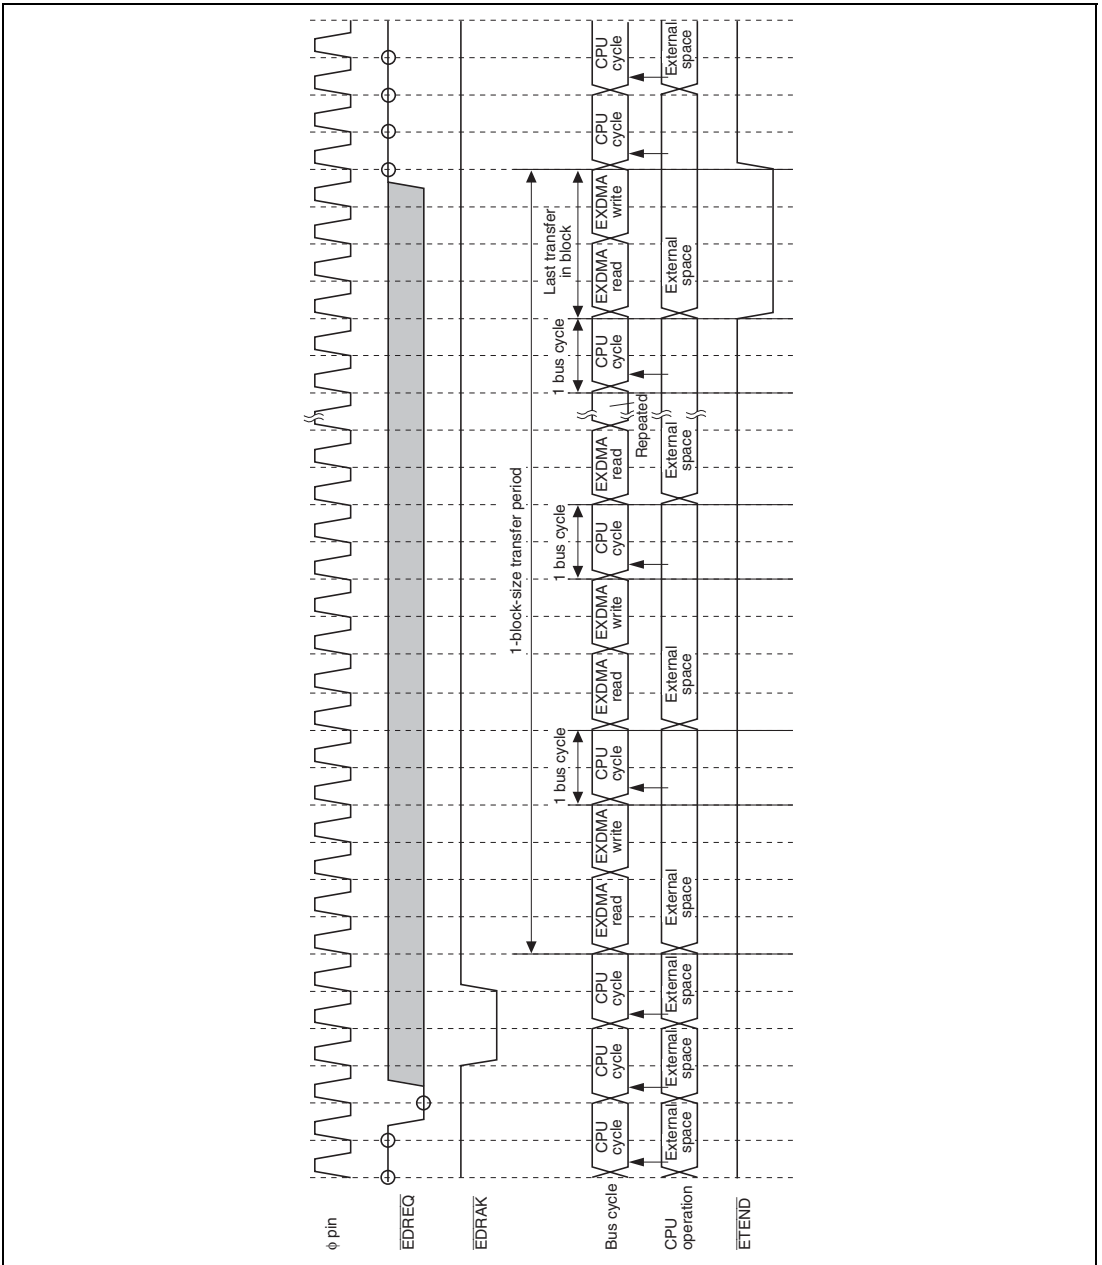 φ pin
EDREQ
EDRAK
1-block-size transfer period
1 bus cycle
1 bus cycle
1 bus cycle
Last transfer
in block
Bus cycle
CPU
cycle
CPU
cycle
CPU
cycle
EXDMA
read
EXDMA
write
CPU
cycle
EXDMA
read
EXDMA
write
CPU
cycle
EXDMA
read
Repeated
CPU
cycle
EXDMA
read
EXDMA
write
CPU
cycle
CPU
cycle
CPU
operation
External
space
External
space
External
space
External
space
External
space
External
space
External
space
External
space
ETEND